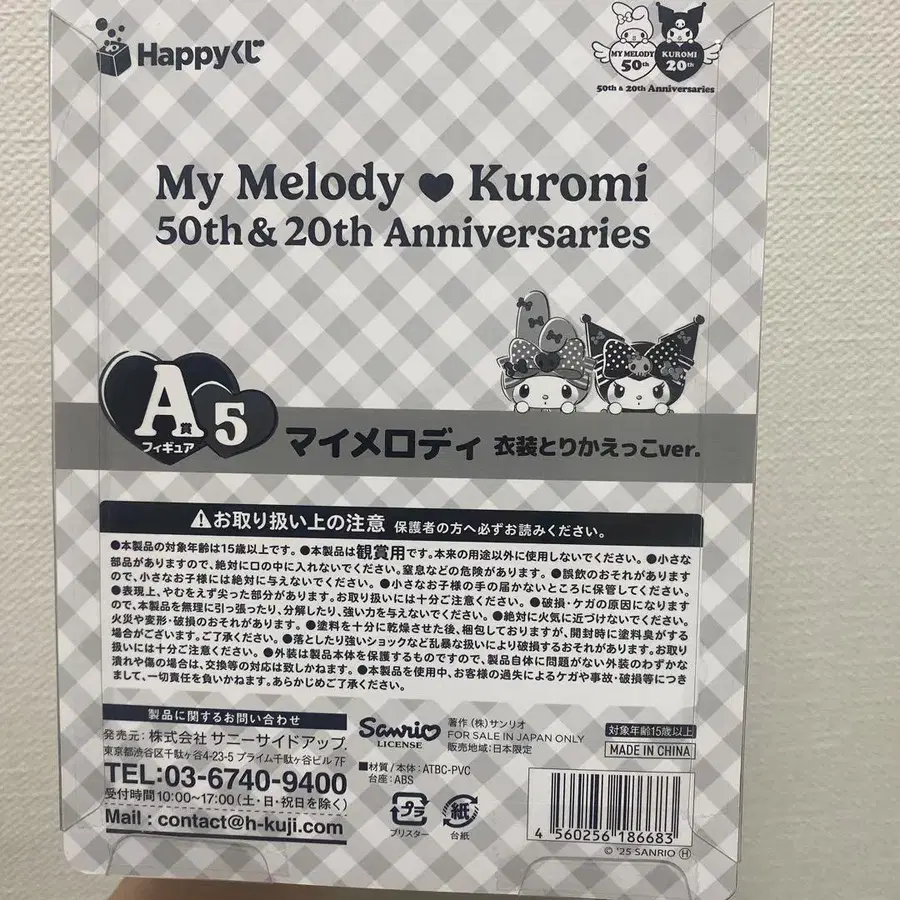 Happyくじ
MY MELODY 50th KUROMI 20th
50th & 20th Anniversaries
My Melody ♥ Kuromi
50th & 20th Anniversaries
A賞 フィギュア 5
マイメロディ 衣装とりかえっこver.
⚠お取り扱い上の注意 保護者の方へ必ずお読みください。
●本製品の対象年齢は15歳以上です。●本製品は観賞用です。本来の用途以外に使用しないでください。●小さな
部品がありますので、絶対に口の中に入れないでください。窒息などの危険があります。●誤飲のおそれがあります
ので、小さなお子様には絶対に与えないでください。●小さなお子様の手の届かないところに保管してください。
●表現上、やむをえず尖った部分があります。お取り扱いには十分ご注意ください。●破損・ケガの原因になります
ので、本製品を無理に引っ張ったり、分解したり、強い力を与えないでください。●絶対に火気に近づけないでください。
火災や変形・破損のおそれがあります。●塗料を十分に乾燥させた後、梱包しておりますが、開封時に塗料臭がする
場合がございます。ご了承ください。●落としたり強いショックなど乱暴な扱いにより破損するおそれがあります。お取り
扱いには十分ご注意ください。●外装は製品本体を保護するものですので、製品自体に問題がない外装のわずかな
潰れや傷の場合は、交換等の対応は致しかねます。●本製品を使用中、お客様の過失によるケガや事故・破損等につき
まして、一切責任を負いかねます。あらかじめご了承ください。
製品に関するお問い合わせ
発売元：株式会社 サニーサイドアップ
東京都渋谷区千駄ヶ谷4-23-5 プライム千駄ヶ谷ビル 7F
TEL:03-6740-9400
受付時間10:00~17:00(土・日・祝日を除く)
Mail : contact@h-kuji.com
Sanrio
LICENSE
著作 (株)サンリオ
FOR SALE IN JAPAN ONLY
販売地域：日本限定
■材質/本体：ATBC-PVC
台座：ABS
プラ
ブリスター
紙
台紙
対象年齢15歳以上
MADE IN CHINA
4 560256 186683
© '25 SANRIO Ⓗ